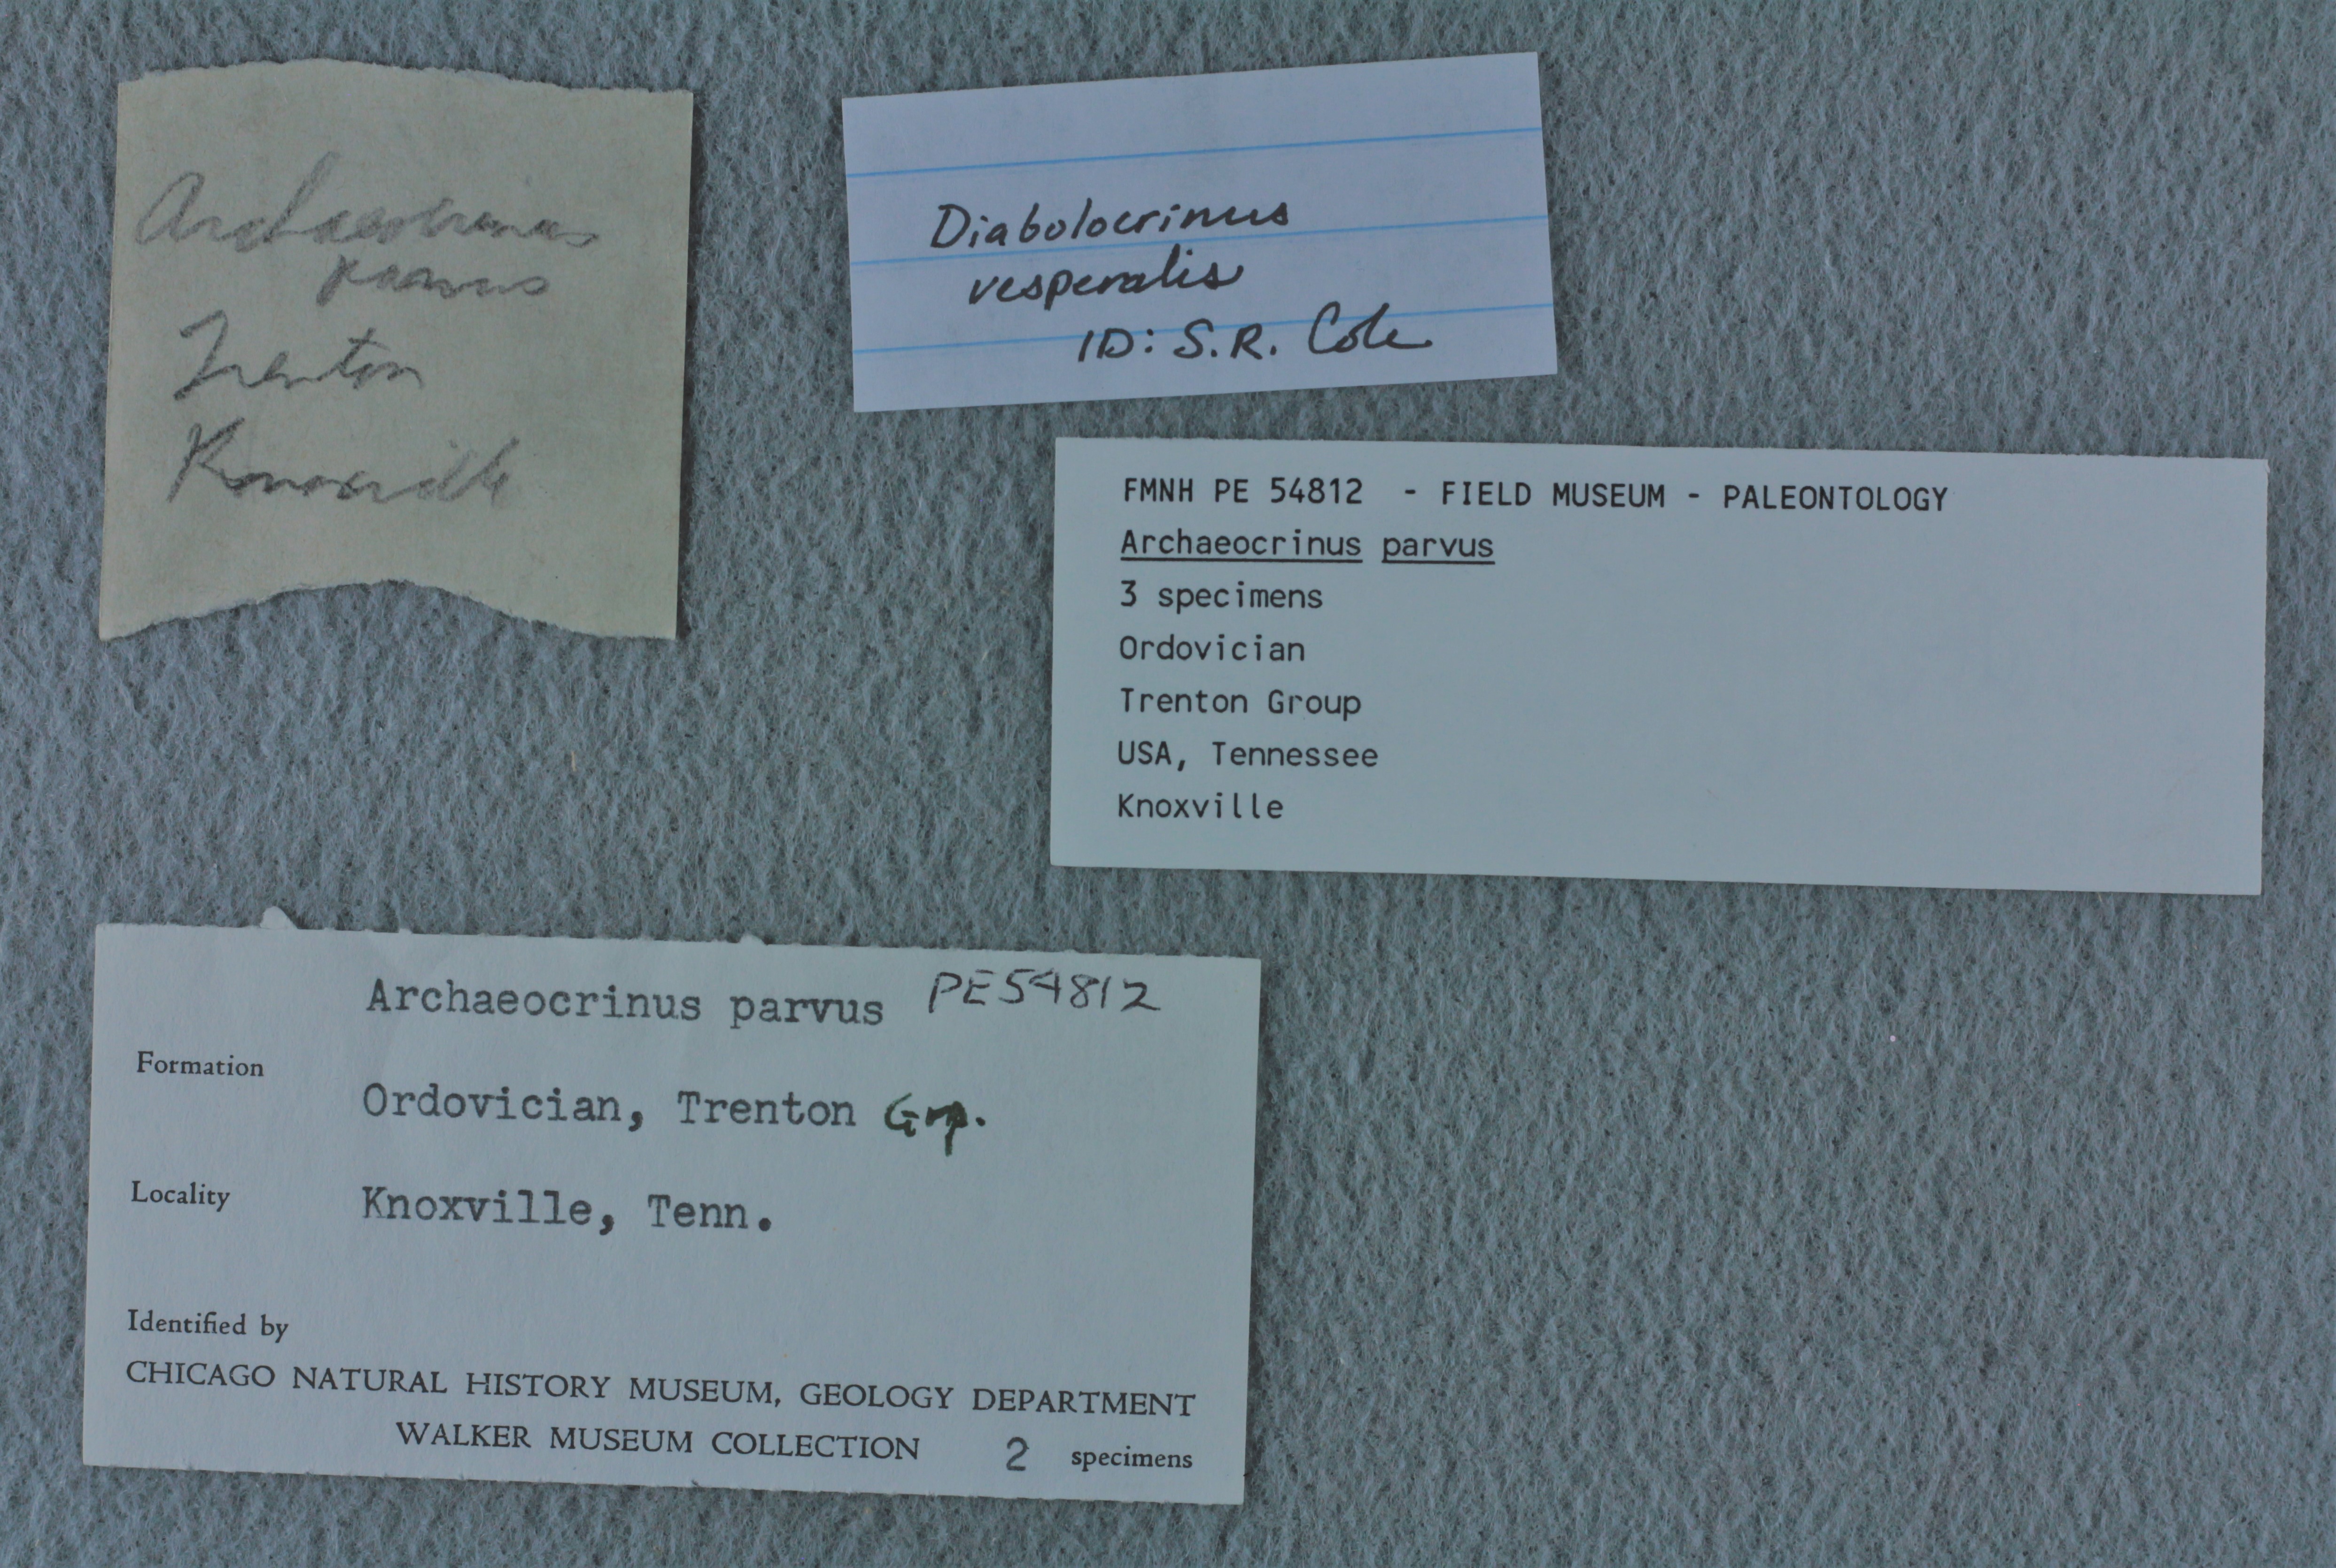 Archaeocrinus
parvus
Trenton
Knoxville
Diabolocrinus
vesperalis
ID: S.R. Cole
FMNH PE 54812 - FIELD MUSEUM - PALEONTOLOGY
Archaeocrinus parvus
3 specimens
Ordovician
Trenton Group
USA, Tennessee
Knoxville
Archaeocrinus parvus PE54812
Formation
Ordovician, Trenton Grp.
Locality
Knoxville, Tenn.
Identified by
CHICAGO NATURAL HISTORY MUSEUM, GEOLOGY DEPARTMENT
WALKER MUSEUM COLLECTION 2 specimens